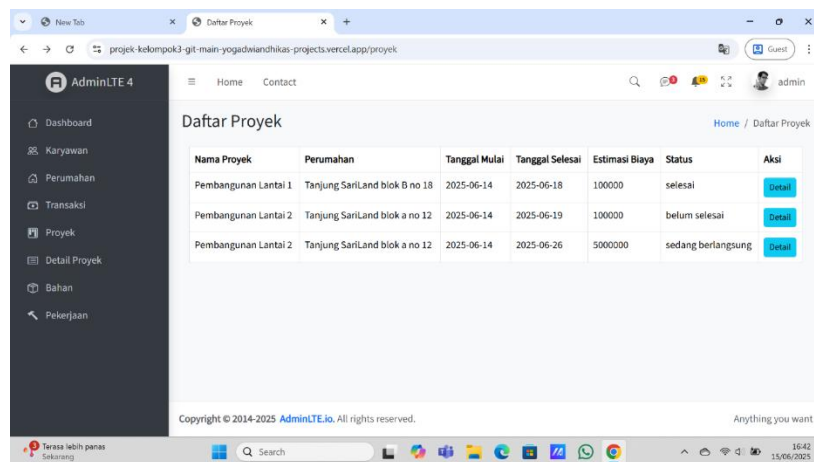 New Tab
Daftar Proyek
projek-kelompok3-git-main-yogadwiandhikas-projects.vercel.app/proyek
Guest
AdminLTE 4
Home Contact
admin
Dashboard
Karyawan
Perumahan
Transaksi
Proyek
Detail Proyek
Bahan
Pekerjaan
Daftar Proyek
Home / Daftar Proyek
Nama Proyek Perumahan Tanggal Mulai Tanggal Selesai Estimasi Biaya Status Aksi
Pembangunan Lantai 1 Tanjung SariLand blok B no 18 2025-06-14 2025-06-18 100000 selesai Detail
Pembangunan Lantai 2 Tanjung SariLand blok a no 12 2025-06-14 2025-06-19 100000 belum selesai Detail
Pembangunan Lantai 2 Tanjung SariLand blok a no 12 2025-06-14 2025-06-26 5000000 sedang berlangsung Detail
Copyright © 2014-2025 AdminLTE.io. All rights reserved.
Anything you want
3
Terasa lebih panas
Sekarang
Search
16:42
15/06/2025